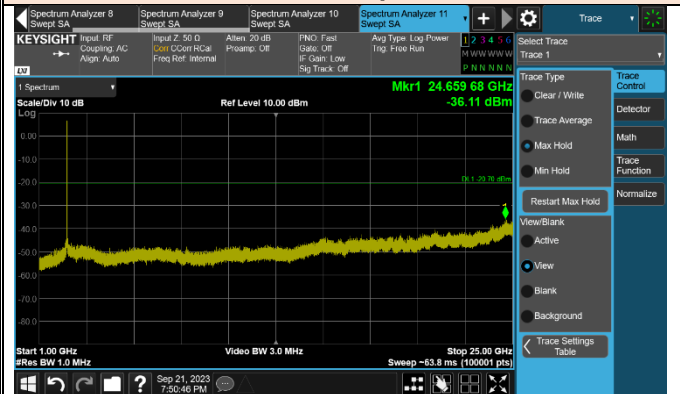 Spectrum Analyzer 8
Swept SA
Spectrum Analyzer 9
Swept SA
Spectrum Analyzer 10
Swept SA
Spectrum Analyzer 11
Swept SA
Trace
KEYSIGHT
Input: RF
Coupling: AC
Align: Auto
Input Z: 50 Ω
Corr CCorr RCal
Freq Ref: Internal
Atten: 20 dB
Preamp: Off
PNO: Fast
Gate: Off
IF Gain: Low
Sig Track: Off
Avg Type: Log-Power
Trig: Free Run
1 2 3 4 5 6
M W W W W W
P N N N N N
LXI
Select Trace
Trace 1
1 Spectrum
Mkr1 24.659 68 GHz
-36.11 dBm
Scale/Div 10 dB
Ref Level 10.00 dBm
Log
0.00
-10.0
-20.0
-30.0
-40.0
-50.0
-60.0
-70.0
-80.0
DL1 -20.70 dBm
1
Start 1.00 GHz
#Res BW 1.0 MHz
Video BW 3.0 MHz
Stop 25.00 GHz
Sweep ~63.8 ms (100001 pts)
Trace Type
Clear / Write
Trace Average
Max Hold
Min Hold
Restart Max Hold
View/Blank
Active
View
Blank
Background
Trace Settings
Table
Trace
Control
Detector
Math
Trace
Function
Normalize
?
Sep 21, 2023
7:50:46 PM